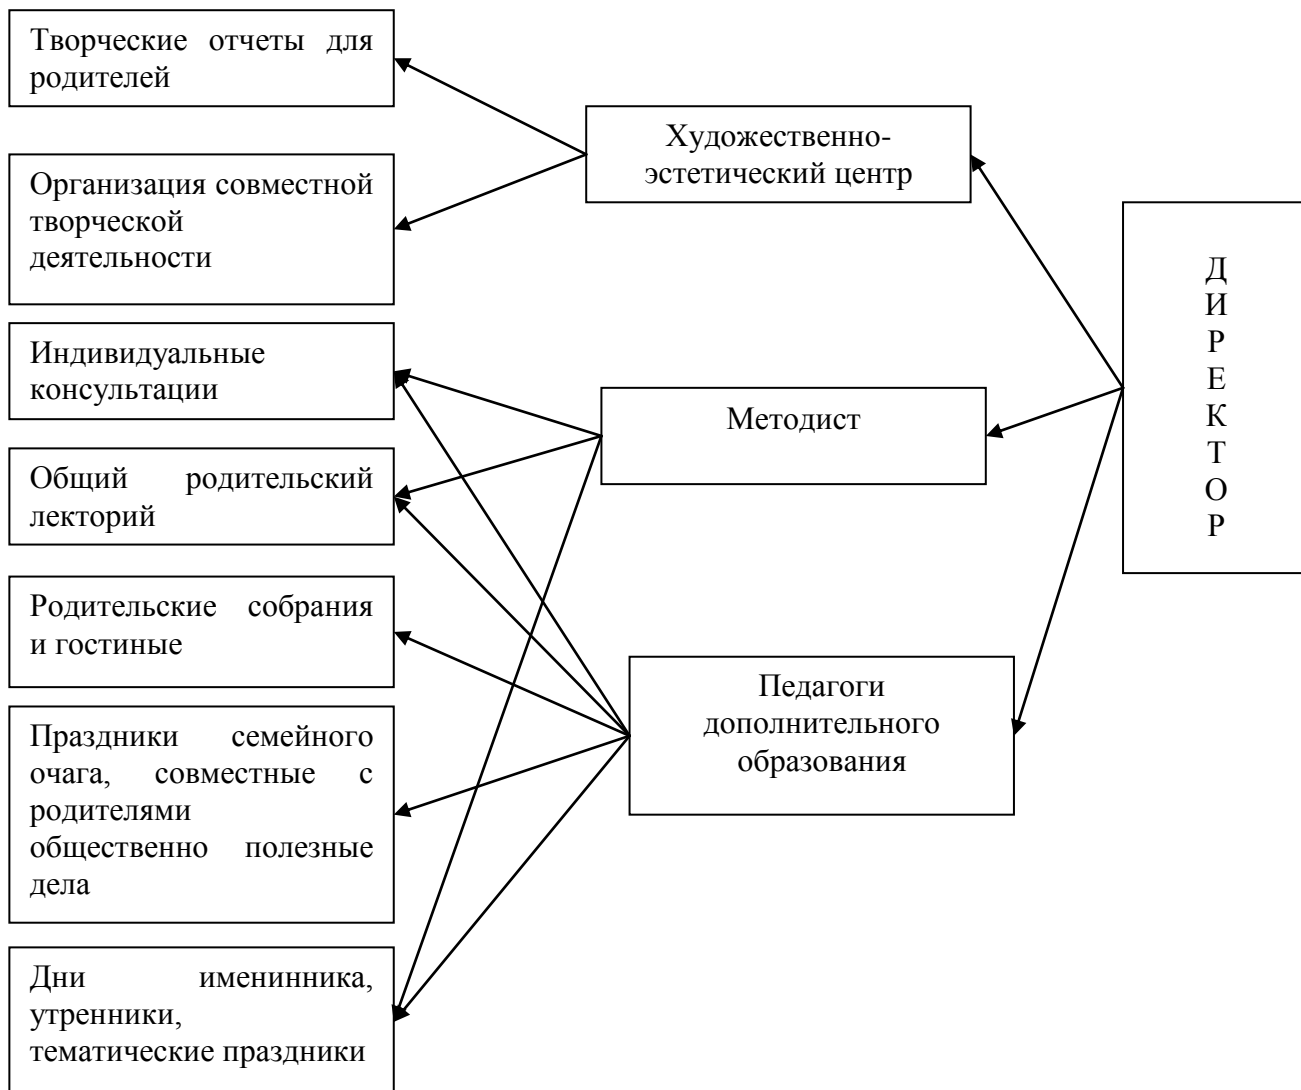 Творческие отчеты для
родителей
Организация совместной
творческой
деятельности
Индивидуальные
консультации
Общий родительский
лекторий
Родительские собрания
и гостиные
Праздники семейного
очага, совместные с
родителями
общественно полезные
дела
Дни именинника,
утренники,
тематические праздники
Художественно-
эстетический центр
Методист
Педагоги
дополнительного
образования
Д
И
Р
Е
К
Т
О
Р